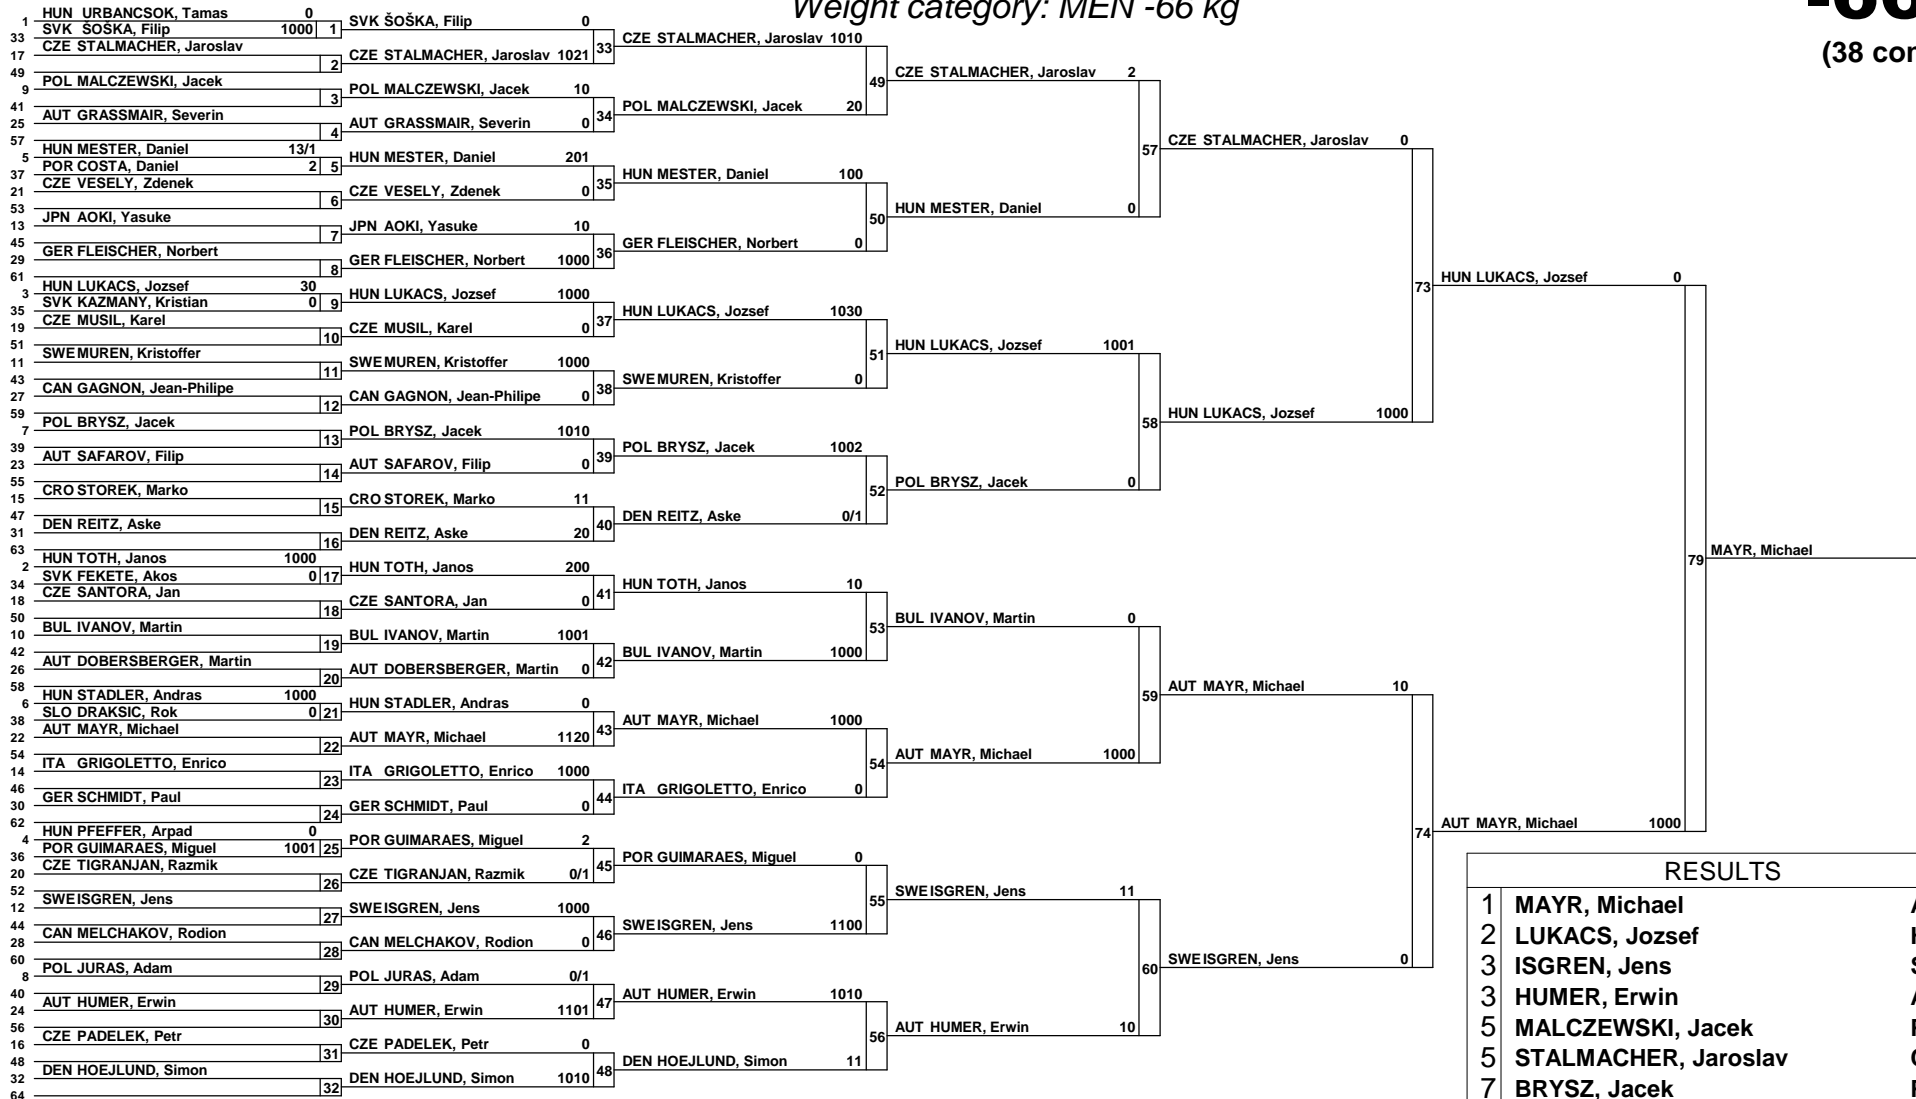 Weight category: MEN -66 kg
-66
(38 con
1 HUN URBANCSOK, Tamas 0
33 SVK ŠOŠKA, Filip 1000 1
17 CZE STALMACHER, Jaroslav
49 2
9 POL MALCZEWSKI, Jacek
41 3
25 AUT GRASSMAIR, Severin
57 4
5 HUN MESTER, Daniel 13/1
37 POR COSTA, Daniel 2 5
21 CZE VESELY, Zdenek
53 6
13 JPN AOKI, Yasuke
45 7
29 GER FLEISCHER, Norbert
61 8
3 HUN LUKACS, Jozsef 30
35 SVK KAZMANY, Kristian 0 9
19 CZE MUSIL, Karel
51 10
11 SWE MUREN, Kristoffer
43 11
27 CAN GAGNON, Jean-Philipe
59 12
7 POL BRYSZ, Jacek
39 13
23 AUT SAFAROV, Filip
55 14
15 CRO STOREK, Marko
47 15
31 DEN REITZ, Aske
63 16
2 HUN TOTH, Janos 1000
34 SVK FEKETE, Akos 0 17
18 CZE SANTORA, Jan
50 18
10 BUL IVANOV, Martin
42 19
26 AUT DOBERSBERGER, Martin
58 20
6 HUN STADLER, Andras 1000
38 SLO DRAKSIC, Rok 0 21
22 AUT MAYR, Michael
54 22
14 ITA GRIGOLETTO, Enrico
46 23
30 GER SCHMIDT, Paul
62 24
4 HUN PFEFFER, Arpad 0
36 POR GUIMARAES, Miguel 1001 25
20 CZE TIGRANJAN, Razmik
52 26
12 SWE ISGREN, Jens
44 27
28 CAN MELCHAKOV, Rodion
60 28
8 POL JURAS, Adam
40 29
24 AUT HUMER, Erwin
56 30
16 CZE PADELEK, Petr
48 31
32 DEN HOEJLUND, Simon
64 32
SVK ŠOŠKA, Filip 0
33
CZE STALMACHER, Jaroslav 1021
POL MALCZEWSKI, Jacek 10
34
AUT GRASSMAIR, Severin 0
HUN MESTER, Daniel 201
35
CZE VESELY, Zdenek 0
JPN AOKI, Yasuke 10
36
GER FLEISCHER, Norbert 1000
HUN LUKACS, Jozsef 1000
37
CZE MUSIL, Karel 0
SWE MUREN, Kristoffer 1000
38
CAN GAGNON, Jean-Philipe 0
POL BRYSZ, Jacek 1010
39
AUT SAFAROV, Filip 0
CRO STOREK, Marko 11
40
DEN REITZ, Aske 20
HUN TOTH, Janos 200
41
CZE SANTORA, Jan 0
BUL IVANOV, Martin 1001
42
AUT DOBERSBERGER, Martin 0
HUN STADLER, Andras 0
43
AUT MAYR, Michael 1120
ITA GRIGOLETTO, Enrico 1000
44
GER SCHMIDT, Paul 0
POR GUIMARAES, Miguel 2
45
CZE TIGRANJAN, Razmik 0/1
SWE ISGREN, Jens 1000
46
CAN MELCHAKOV, Rodion 0
POL JURAS, Adam 0/1
47
AUT HUMER, Erwin 1101
CZE PADELEK, Petr 0
48
DEN HOEJLUND, Simon 1010
CZE STALMACHER, Jaroslav 1010
49
POL MALCZEWSKI, Jacek 20
HUN MESTER, Daniel 100
50
GER FLEISCHER, Norbert 0
HUN LUKACS, Jozsef 1030
51
SWE MUREN, Kristoffer 0
POL BRYSZ, Jacek 1002
52
DEN REITZ, Aske 0/1
HUN TOTH, Janos 10
53
BUL IVANOV, Martin 1000
AUT MAYR, Michael 1000
54
ITA GRIGOLETTO, Enrico 0
POR GUIMARAES, Miguel 0
55
SWE ISGREN, Jens 1100
AUT HUMER, Erwin 1010
56
DEN HOEJLUND, Simon 11
CZE STALMACHER, Jaroslav 2
57
HUN MESTER, Daniel 0
HUN LUKACS, Jozsef 1001
58
POL BRYSZ, Jacek 0
BUL IVANOV, Martin 0
59
AUT MAYR, Michael 1000
SWE ISGREN, Jens 11
60
AUT HUMER, Erwin 10
CZE STALMACHER, Jaroslav 0
73
HUN LUKACS, Jozsef 1000
AUT MAYR, Michael 10
74
SWE ISGREN, Jens 0
HUN LUKACS, Jozsef 0
79
AUT MAYR, Michael 1000
MAYR, Michael
RESULTS
1 MAYR, Michael A
2 LUKACS, Jozsef H
3 ISGREN, Jens S
3 HUMER, Erwin A
5 MALCZEWSKI, Jacek P
5 STALMACHER, Jaroslav C
7 BRYSZ, Jacek P